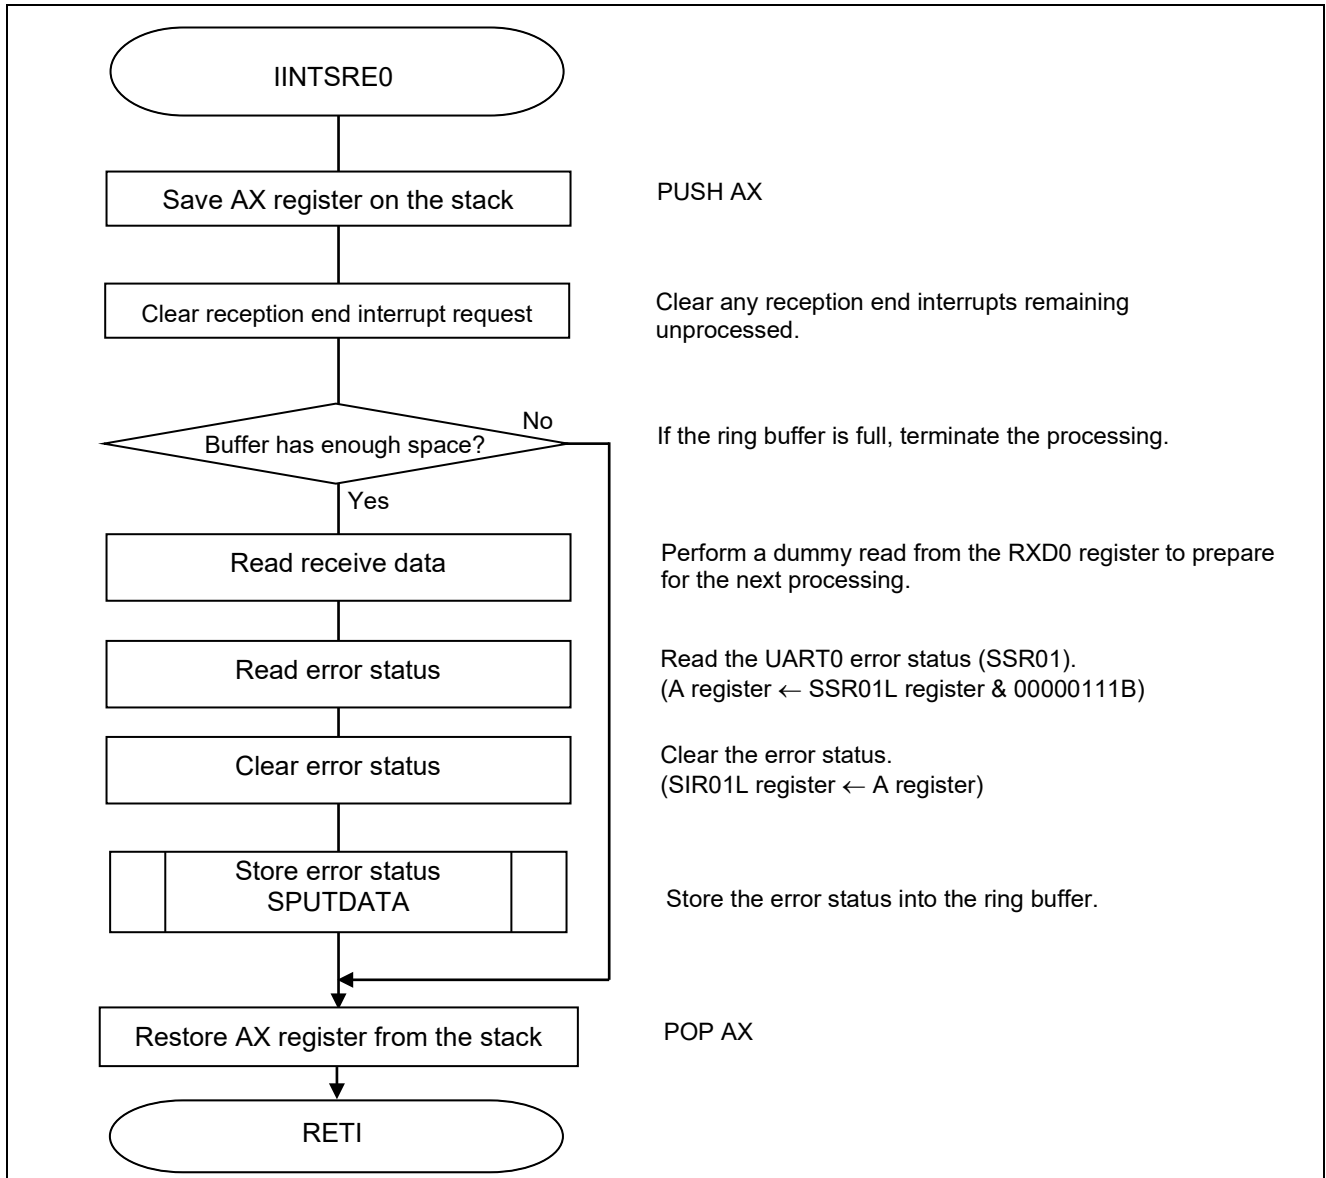 IINTSRE0
Save AX register on the stack
PUSH AX
Clear reception end interrupt request
Clear any reception end interrupts remaining
unprocessed.
Buffer has enough space?
No
If the ring buffer is full, terminate the processing.
Yes
Read receive data
Perform a dummy read from the RXD0 register to prepare
for the next processing.
Read error status
Read the UART0 error status (SSR01).
(A register ← SSR01L register & 00000111B)
Clear error status
Clear the error status.
(SIR01L register ← A register)
Store error status
SPUTDATA
Store the error status into the ring buffer.
Restore AX register from the stack
POP AX
RETI